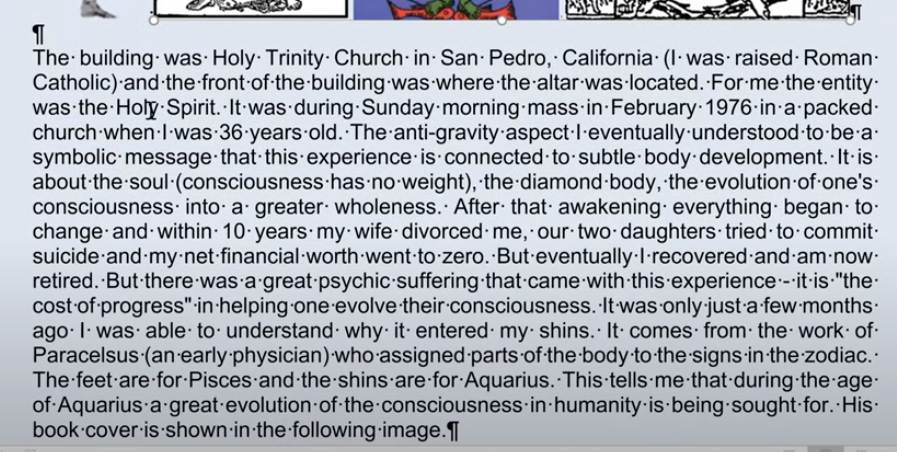 ¶
The building was Holy Trinity Church in San Pedro, California (I was raised Roman
Catholic) and the front of the building was where the altar was located. For me the entity
was the Holy Spirit. It was during Sunday morning mass in February 1976 in a packed
church when I was 36 years old. The anti-gravity aspect I eventually understood to be a
symbolic message that this experience is connected to subtle body development. It is
about the soul (consciousness has no weight), the diamond body, the evolution of one's
consciousness into a greater wholeness. After that awakening everything began to
change and within 10 years my wife divorced me, our two daughters tried to commit
suicide and my net financial worth went to zero. But eventually I recovered and am now
retired. But there was a great psychic suffering that came with this experience - it is "the
cost of progress" in helping one evolve their consciousness. It was only just a few months
ago I was able to understand why it entered my shins. It comes from the work of
Paracelsus (an early physician) who assigned parts of the body to the signs in the zodiac.
The feet are for Pisces and the shins are for Aquarius. This tells me that during the age
of Aquarius a great evolution of the consciousness in humanity is being sought for. His
book cover is shown in the following image.¶